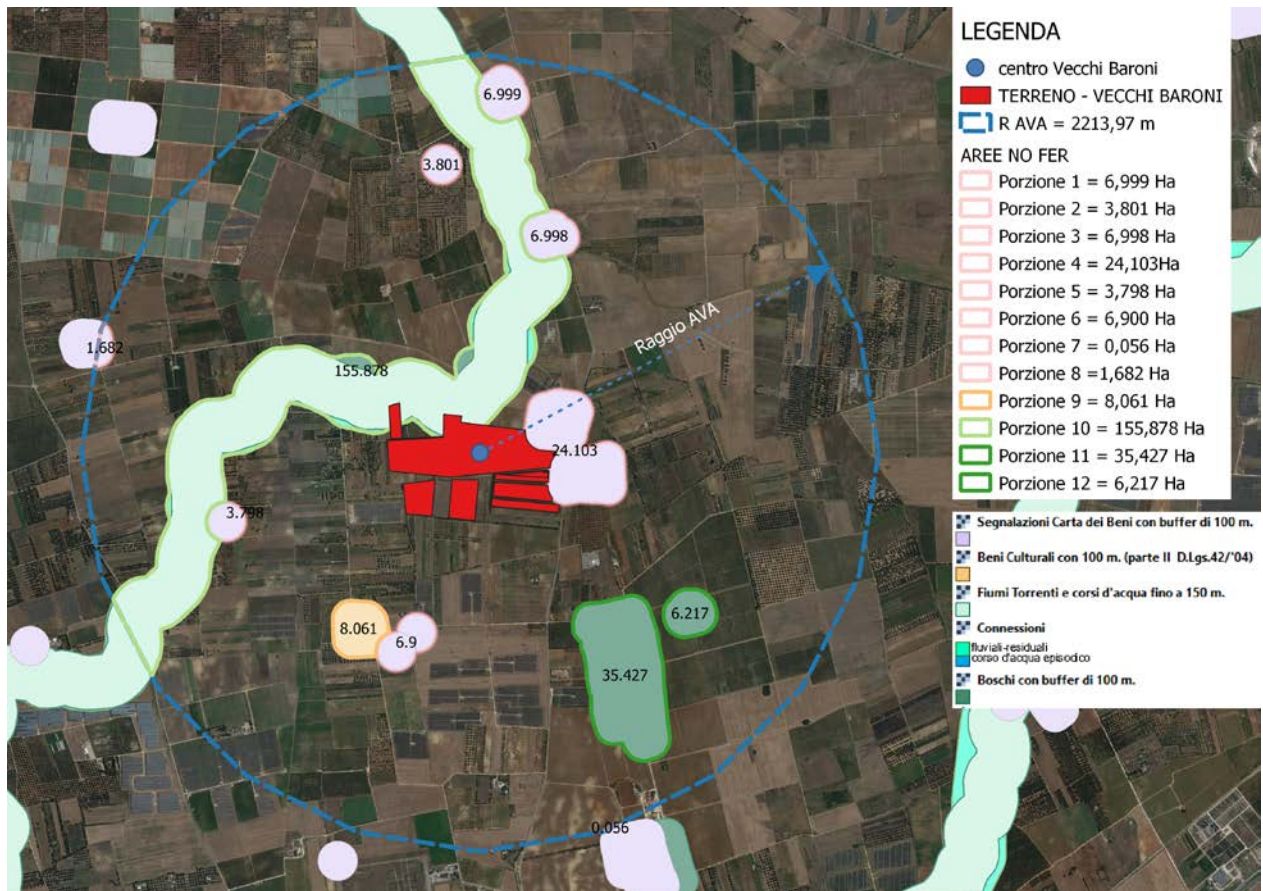 6.999
3.801
6.998
Raggio AVA
1.682
155.878
24.103
3.798
8.061
6.9
6.217
35.427
0.056
LEGENDA
centro Vecchi Baroni
TERRENO - VECCHI BARONI
R AVA = 2213,97 m
AREE NO FER
Porzione 1 = 6,999 Ha
Porzione 2 = 3,801 Ha
Porzione 3 = 6,998 Ha
Porzione 4 = 24,103Ha
Porzione 5 = 3,798 Ha
Porzione 6 = 6,900 Ha
Porzione 7 = 0,056 Ha
Porzione 8 =1,682 Ha
Porzione 9 = 8,061 Ha
Porzione 10 = 155,878 Ha
Porzione 11 = 35,427 Ha
Porzione 12 = 6,217 Ha
Segnalazioni Carta dei Beni con buffer di 100 m.
Beni Culturali con 100 m. (parte II D.Lgs.42/'04)
Fiumi Torrenti e corsi d'acqua fino a 150 m.
Connessioni
fluviali-residuali
corso d'acqua episodico
Boschi con buffer di 100 m.